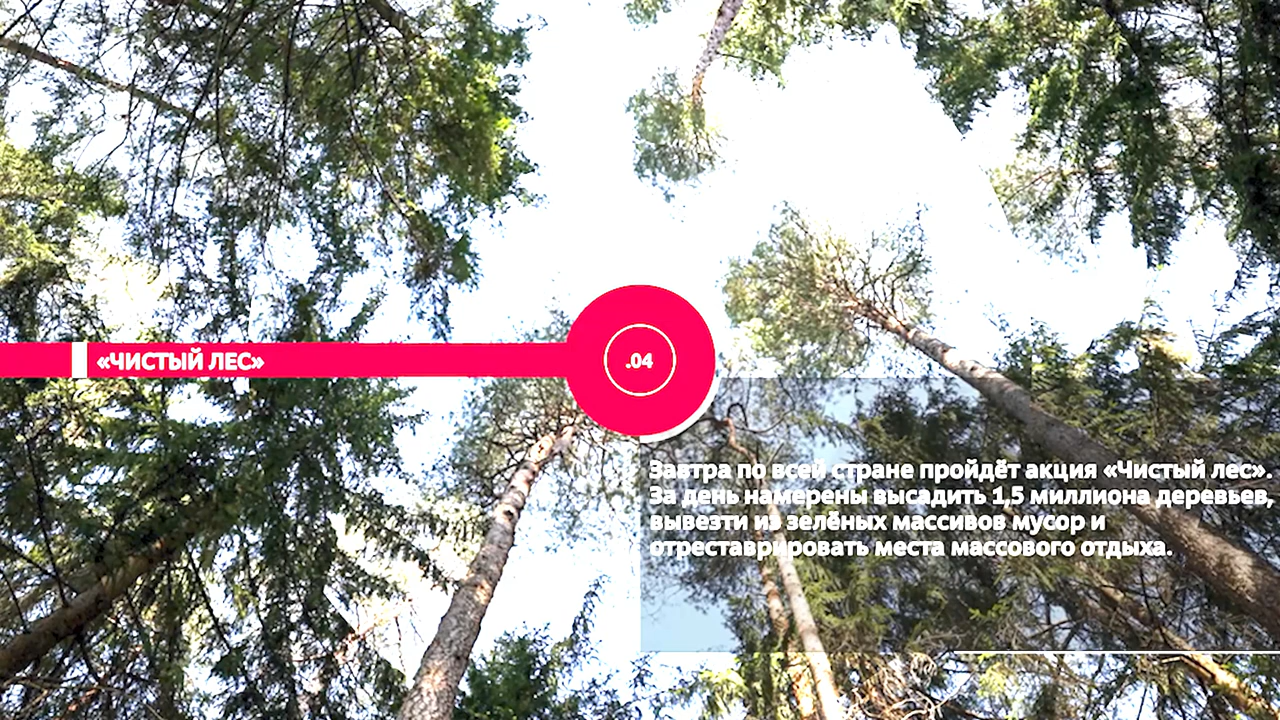 «ЧИСТЫЙ ЛЕС»
.04
Завтра по всей стране пройдёт акция «Чистый лес».
За день намерены высадить 1,5 миллиона деревьев,
вывезти из зелёных массивов мусор и
отреставрировать места массового отдыха.